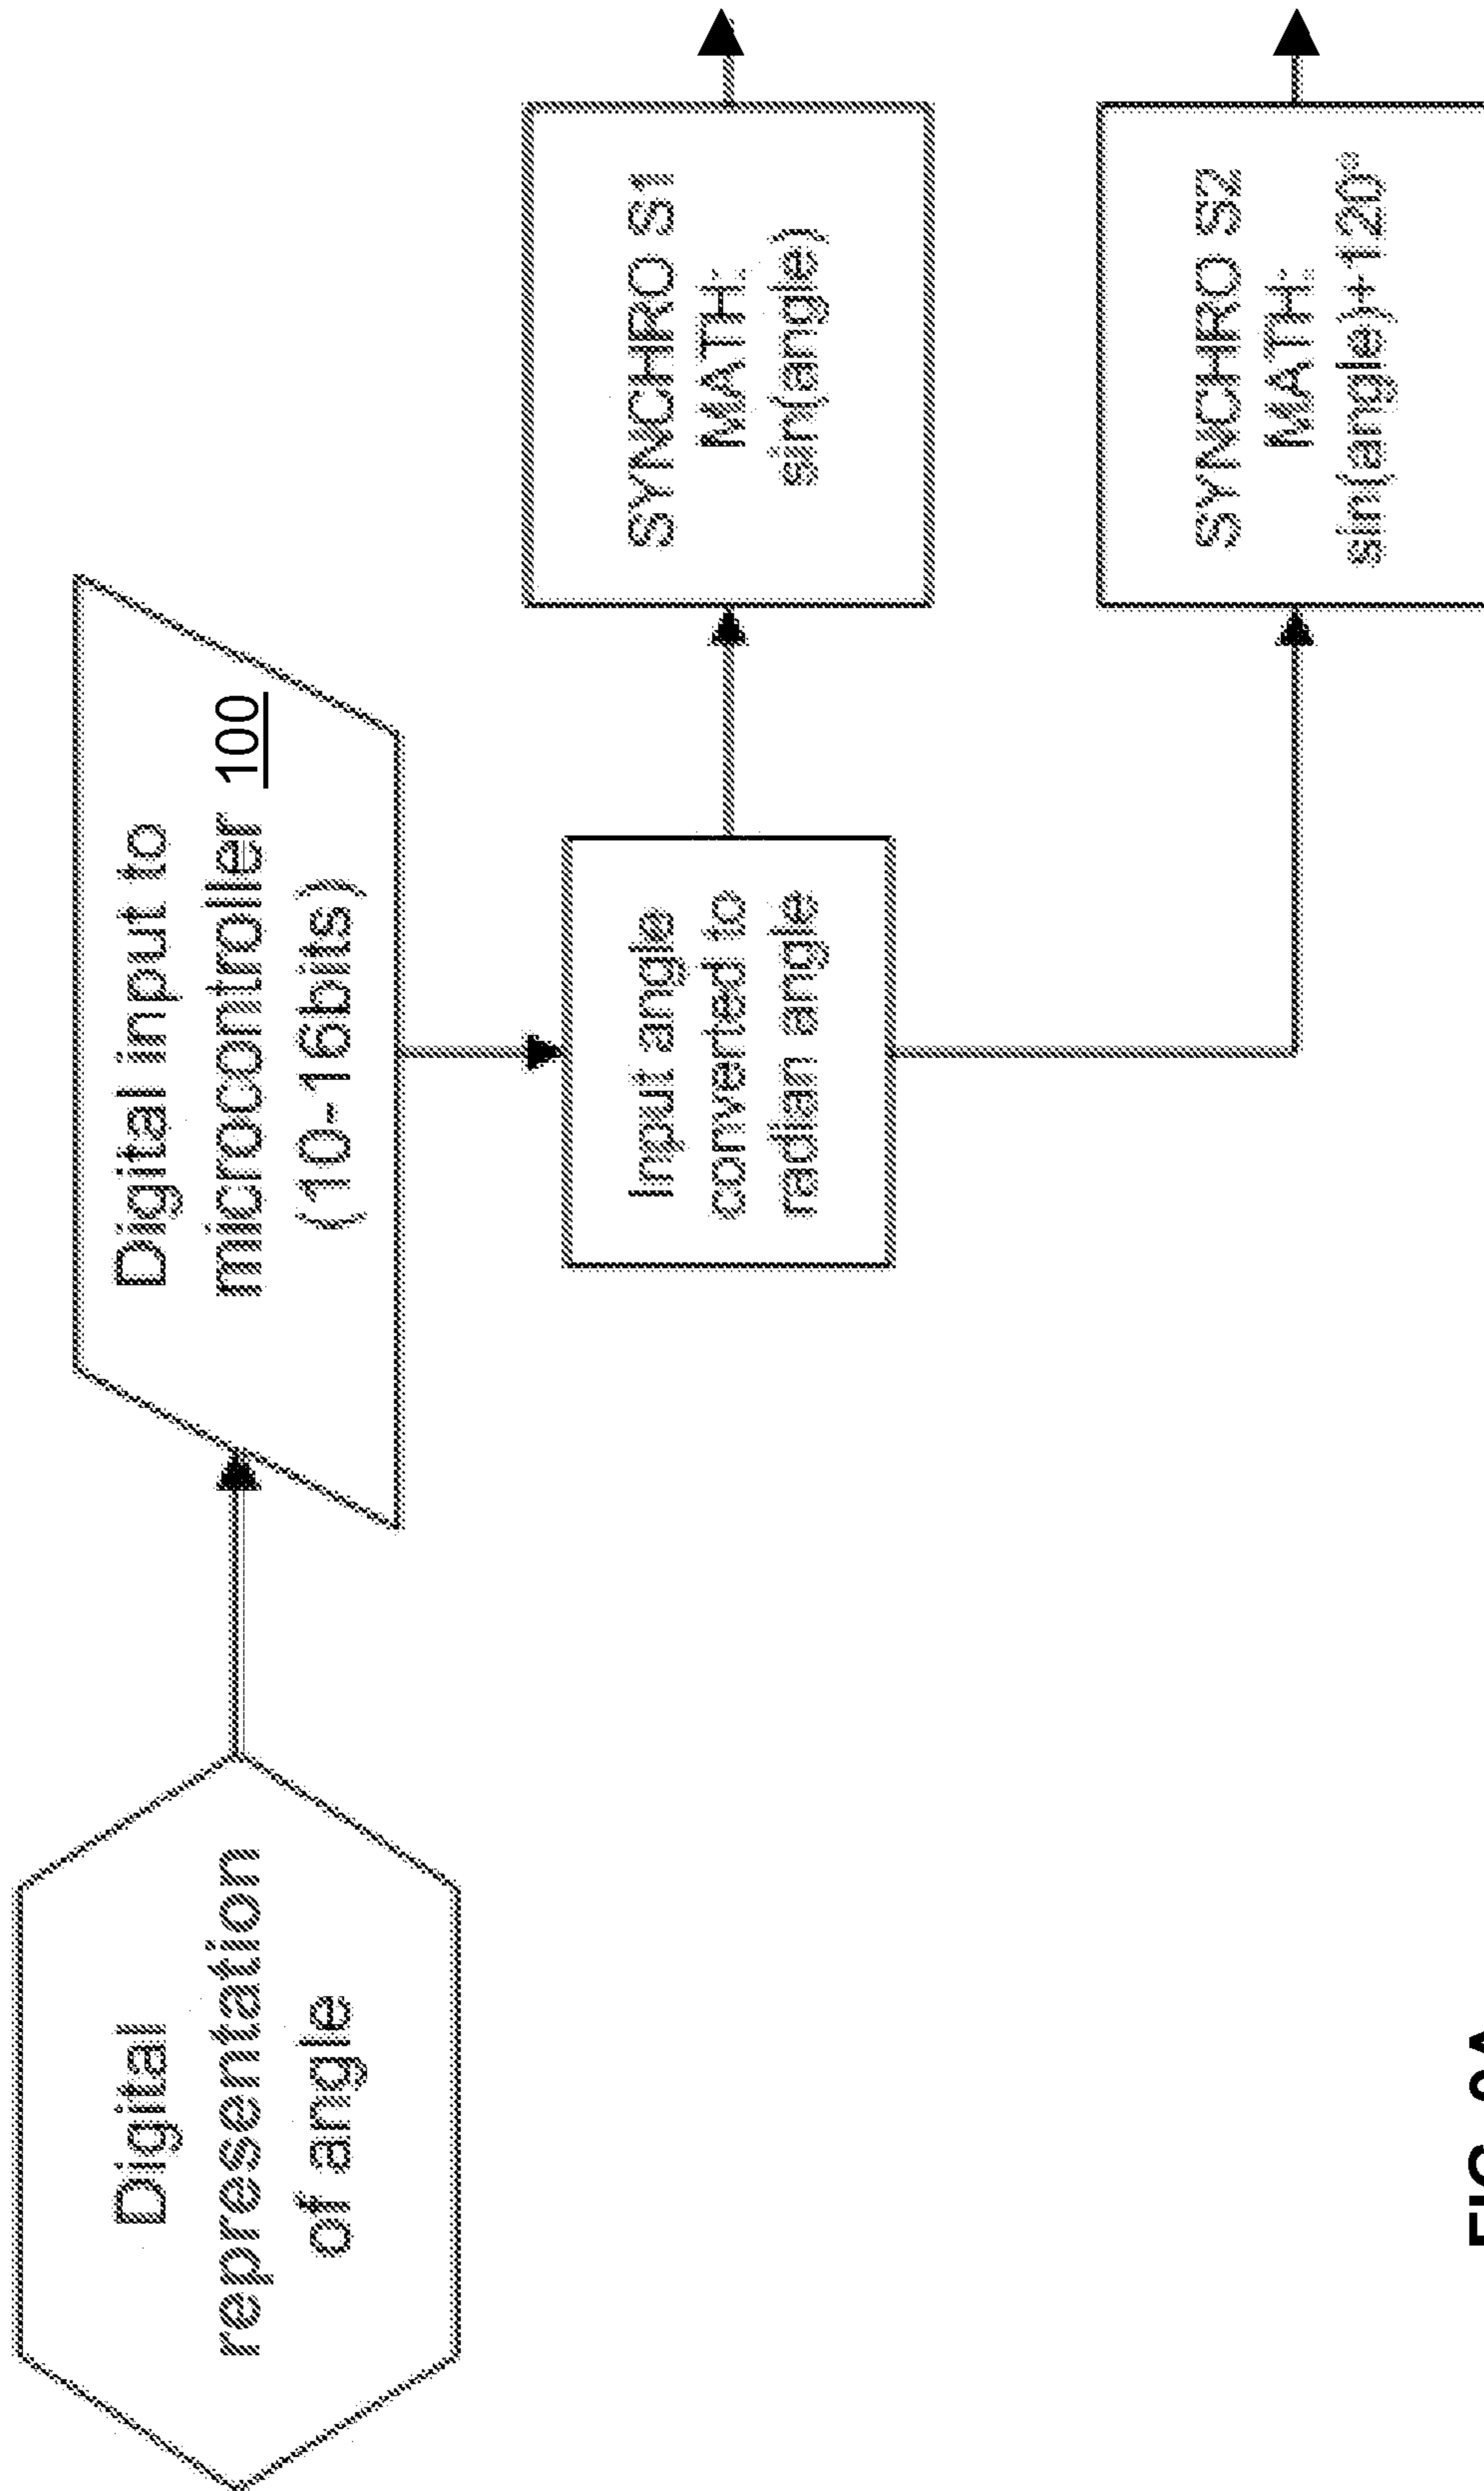 Digital
representation
of angle
Digital input to
microcontroller 100
(10-16bits)
Input angle
converted to
radian angle
SYNCHRO S1
MATH:
sin(angle)
SYNCHRO S2
MATH:
sin(angle)+120°
FIG.